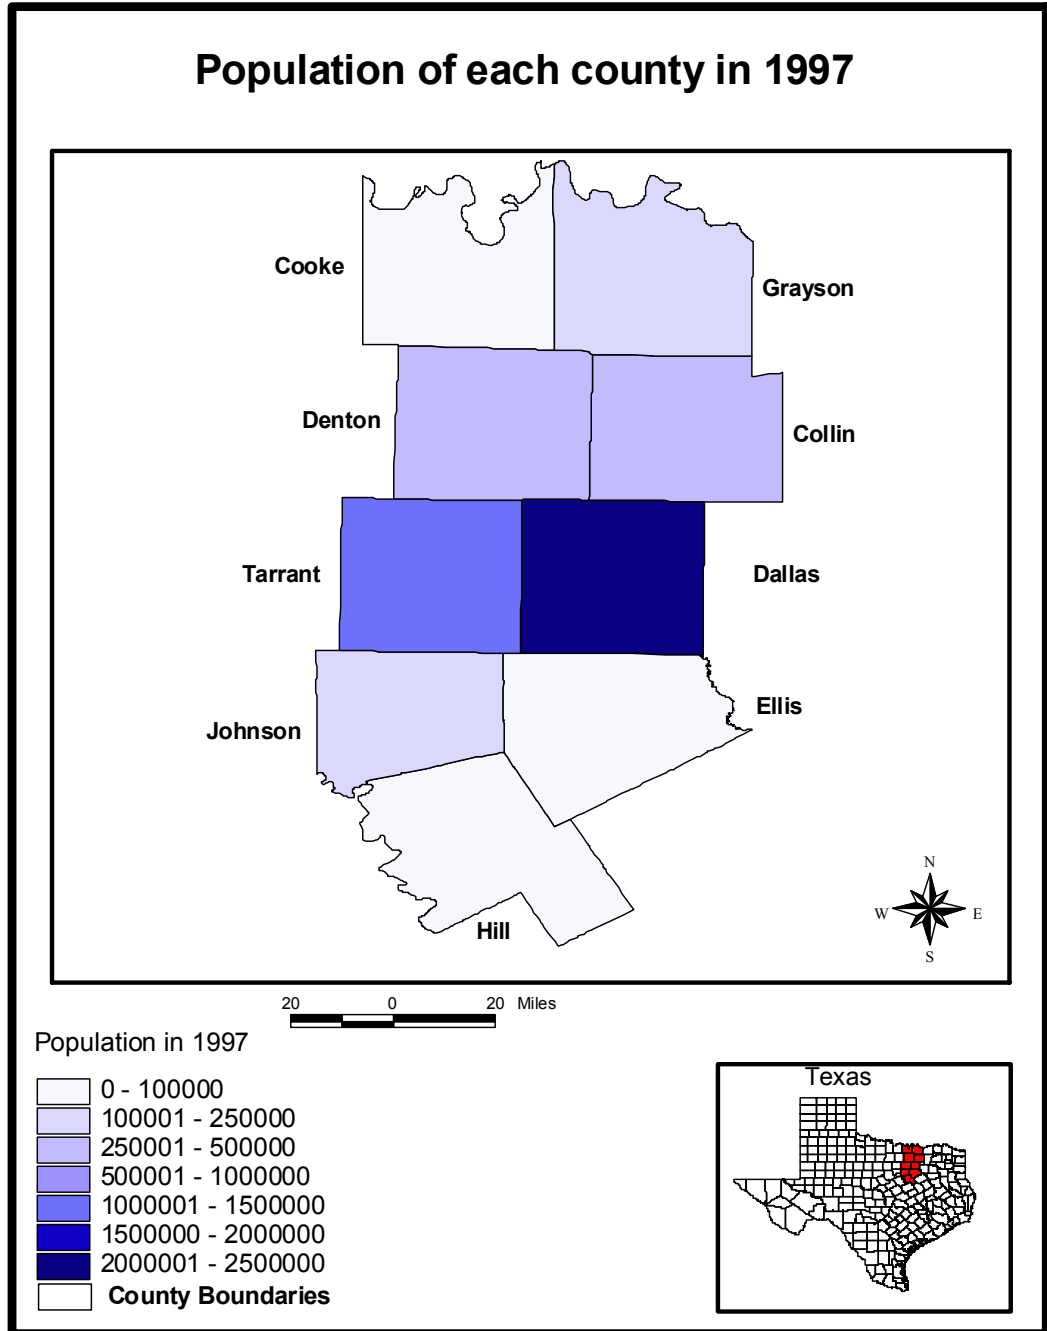 Population of each county in 1997
Cooke
Grayson
Denton
Collin
Tarrant
Dallas
Johnson
Ellis
Hill
N
W E
S
20 0 20 Miles
Population in 1997
0 - 100000
100001 - 250000
250001 - 500000
500001 - 1000000
1000001 - 1500000
1500000 - 2000000
2000001 - 2500000
County Boundaries
Texas